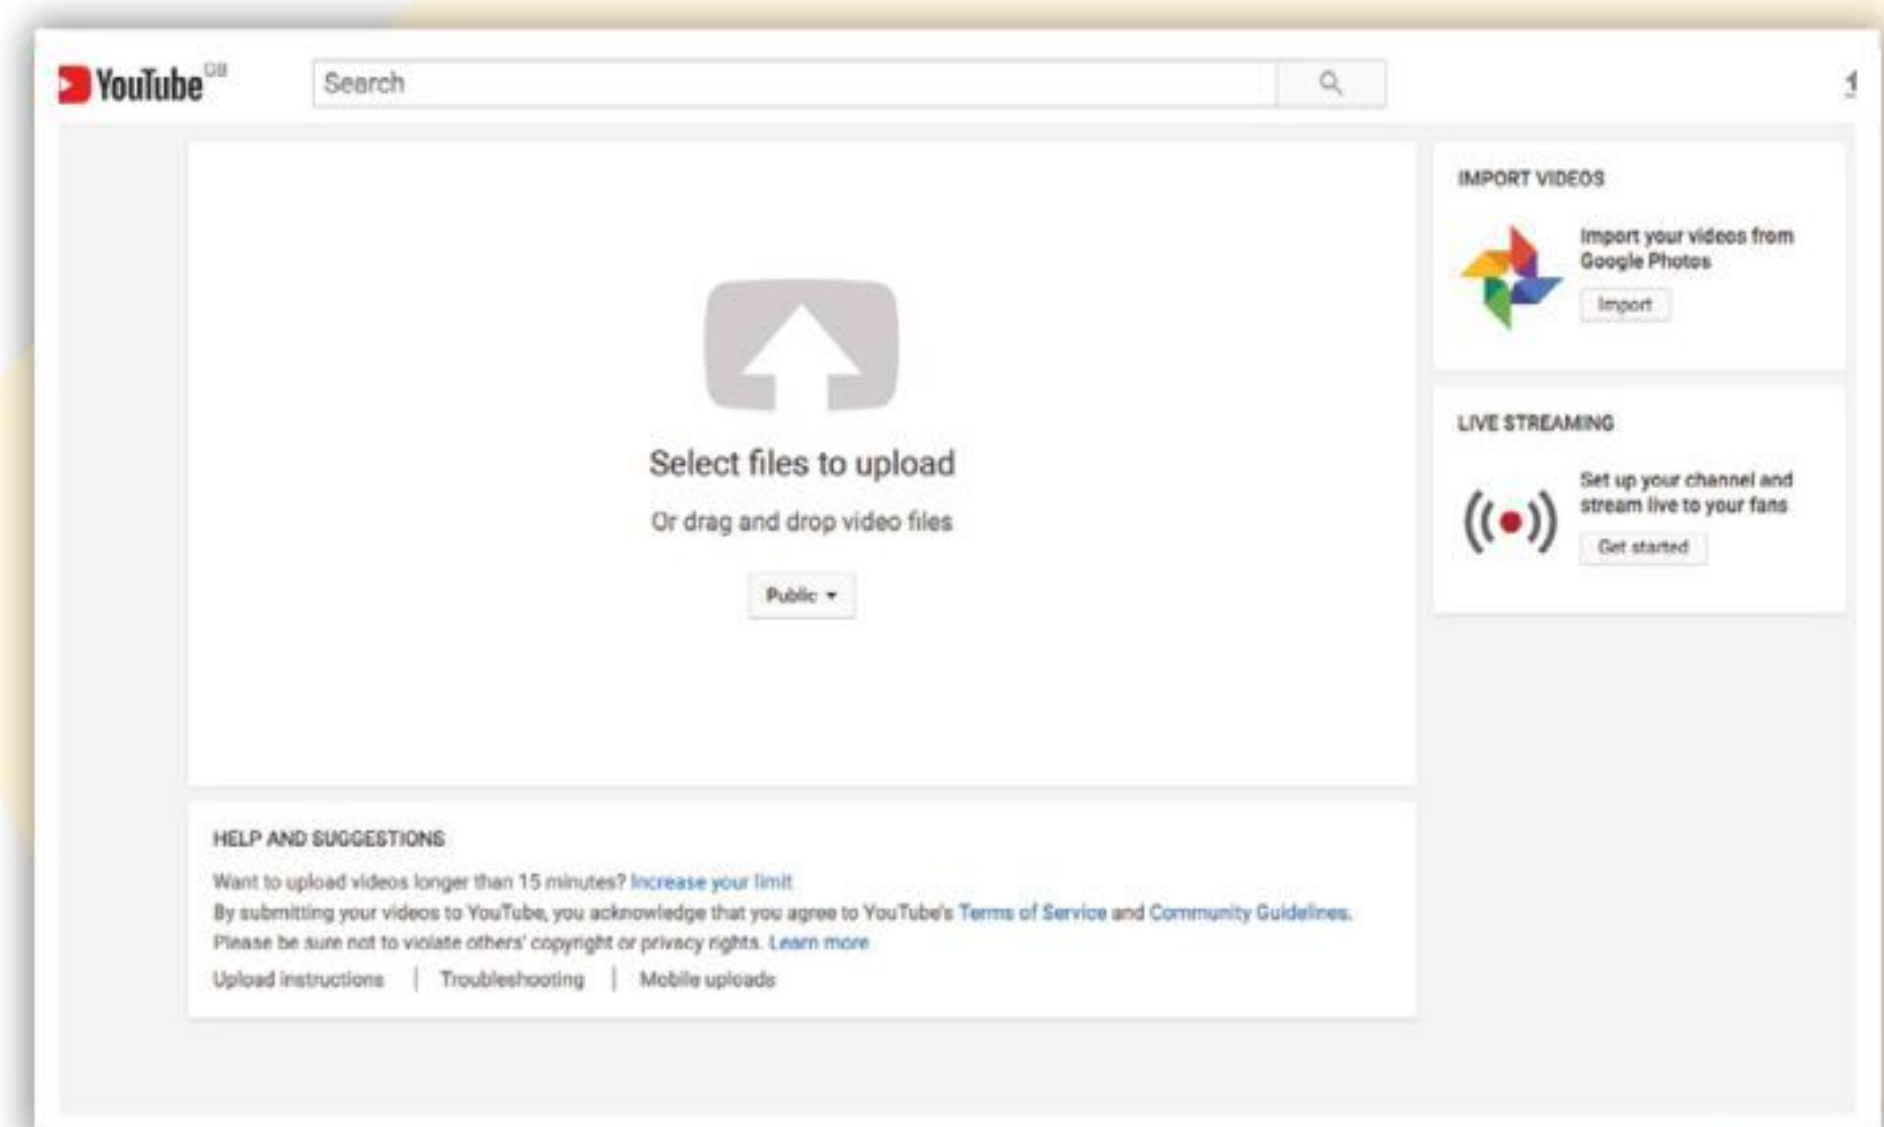 YouTube GB
Search
IMPORT VIDEOS
Import your videos from
Google Photos
Import
LIVE STREAMING
Set up your channel and
stream live to your fans
Get started
Select files to upload
Or drag and drop video files
Public
HELP AND SUGGESTIONS
Want to upload videos longer than 15 minutes? Increase your limit
By submitting your videos to YouTube, you acknowledge that you agree to YouTube's Terms of Service and Community Guidelines.
Please be sure not to violate others' copyright or privacy rights. Learn more
Upload instructions | Troubleshooting | Mobile uploads